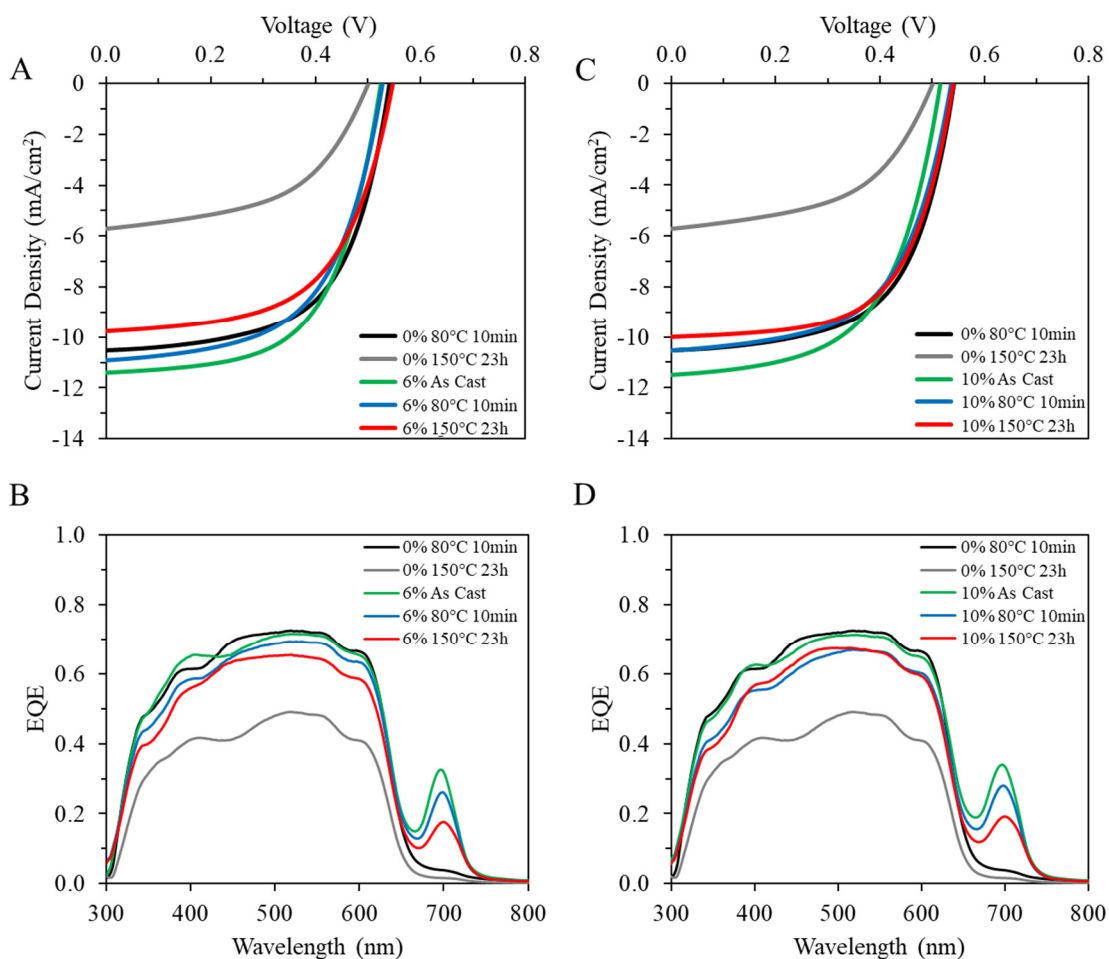 A
Voltage (V)
0.0 0.2 0.4 0.6 0.8
Current Density (mA/cm²)
0
-2
-4
-6
-8
-10
-12
-14
0% 80°C 10min
0% 150°C 23h
6% As Cast
6% 80°C 10min
6% 150°C 23h
C
Voltage (V)
0.0 0.2 0.4 0.6 0.8
Current Density (mA/cm²)
0
-2
-4
-6
-8
-10
-12
-14
0% 80°C 10min
0% 150°C 23h
10% As Cast
10% 80°C 10min
10% 150°C 23h
B
EQE
1.0
0.8
0.6
0.4
0.2
0.0
0% 80°C 10min
0% 150°C 23h
6% As Cast
6% 80°C 10min
6% 150°C 23h
300 400 500 600 700 800
Wavelength (nm)
D
EQE
1.0
0.8
0.6
0.4
0.2
0.0
0% 80°C 10min
0% 150°C 23h
10% As Cast
10% 80°C 10min
10% 150°C 23h
300 400 500 600 700 800
Wavelength (nm)